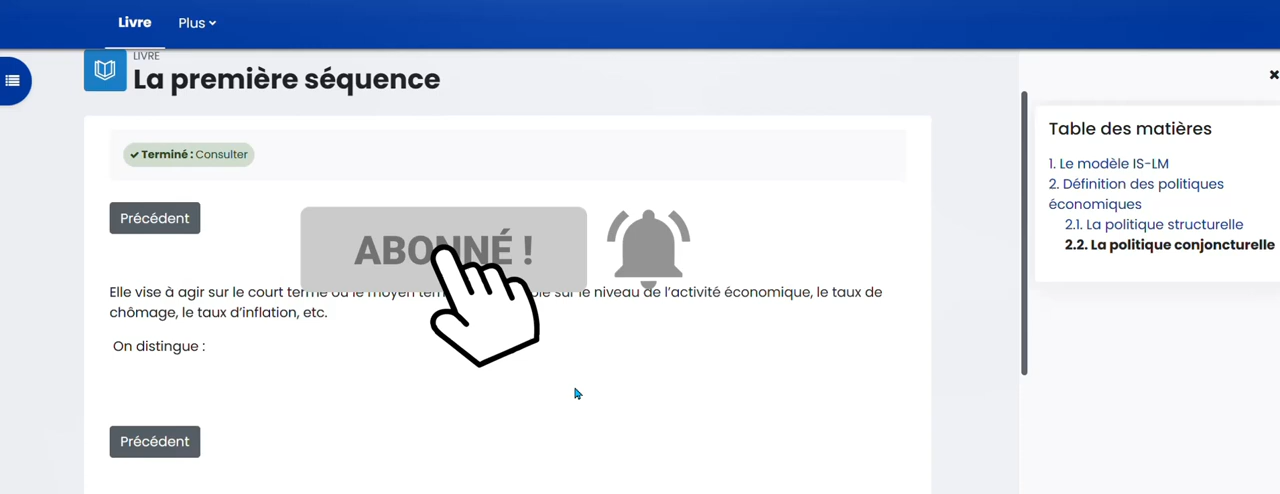 Livre
Plus
LIVRE
La première séquence
Terminé : Consulter
Précédent
ABONNÉ !
Elle vise à agir sur le court terme ou le moyen sur le niveau de l'activité économique, le taux de
chômage, le taux d'inflation, etc.
On distingue :
Précédent
Table des matières
1. Le modèle IS-LM
2. Définition des politiques
économiques
2.1. La politique structurelle
2.2. La politique conjoncturelle